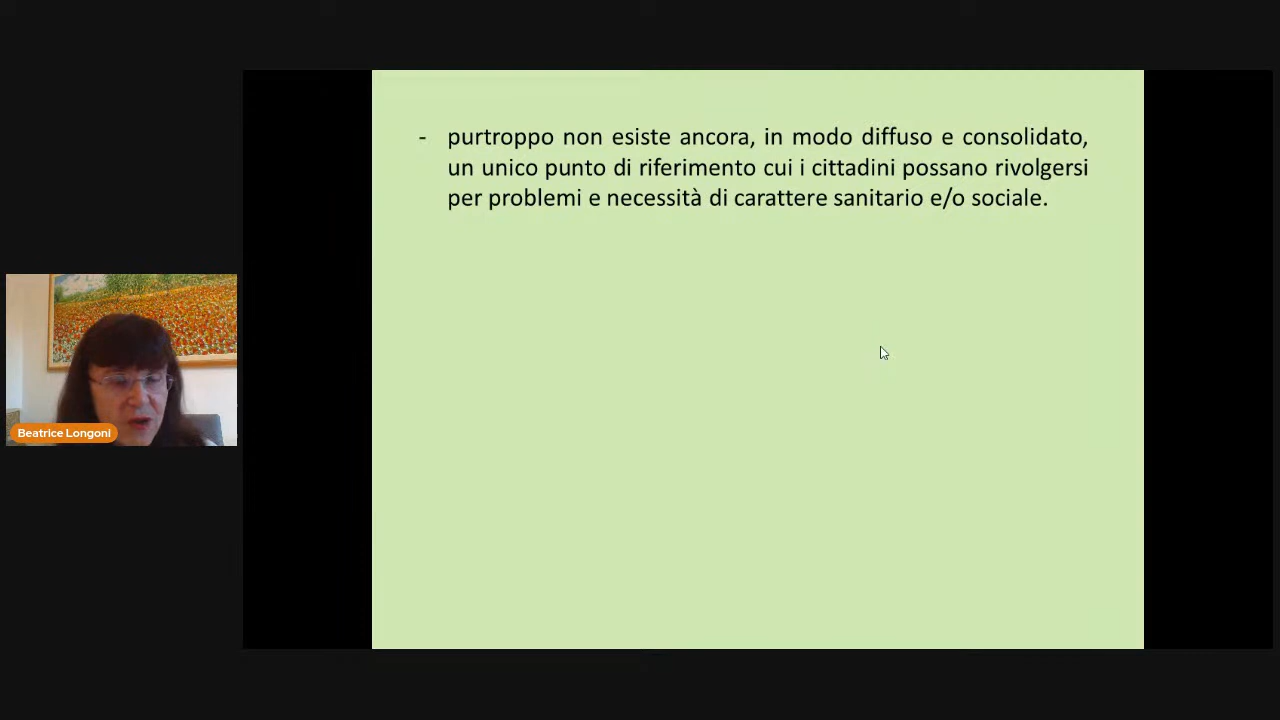 - purtroppo non esiste ancora, in modo diffuso e consolidato,
un unico punto di riferimento cui i cittadini possano rivolgersi
per problemi e necessità di carattere sanitario e/o sociale.
Beatrice Longoni